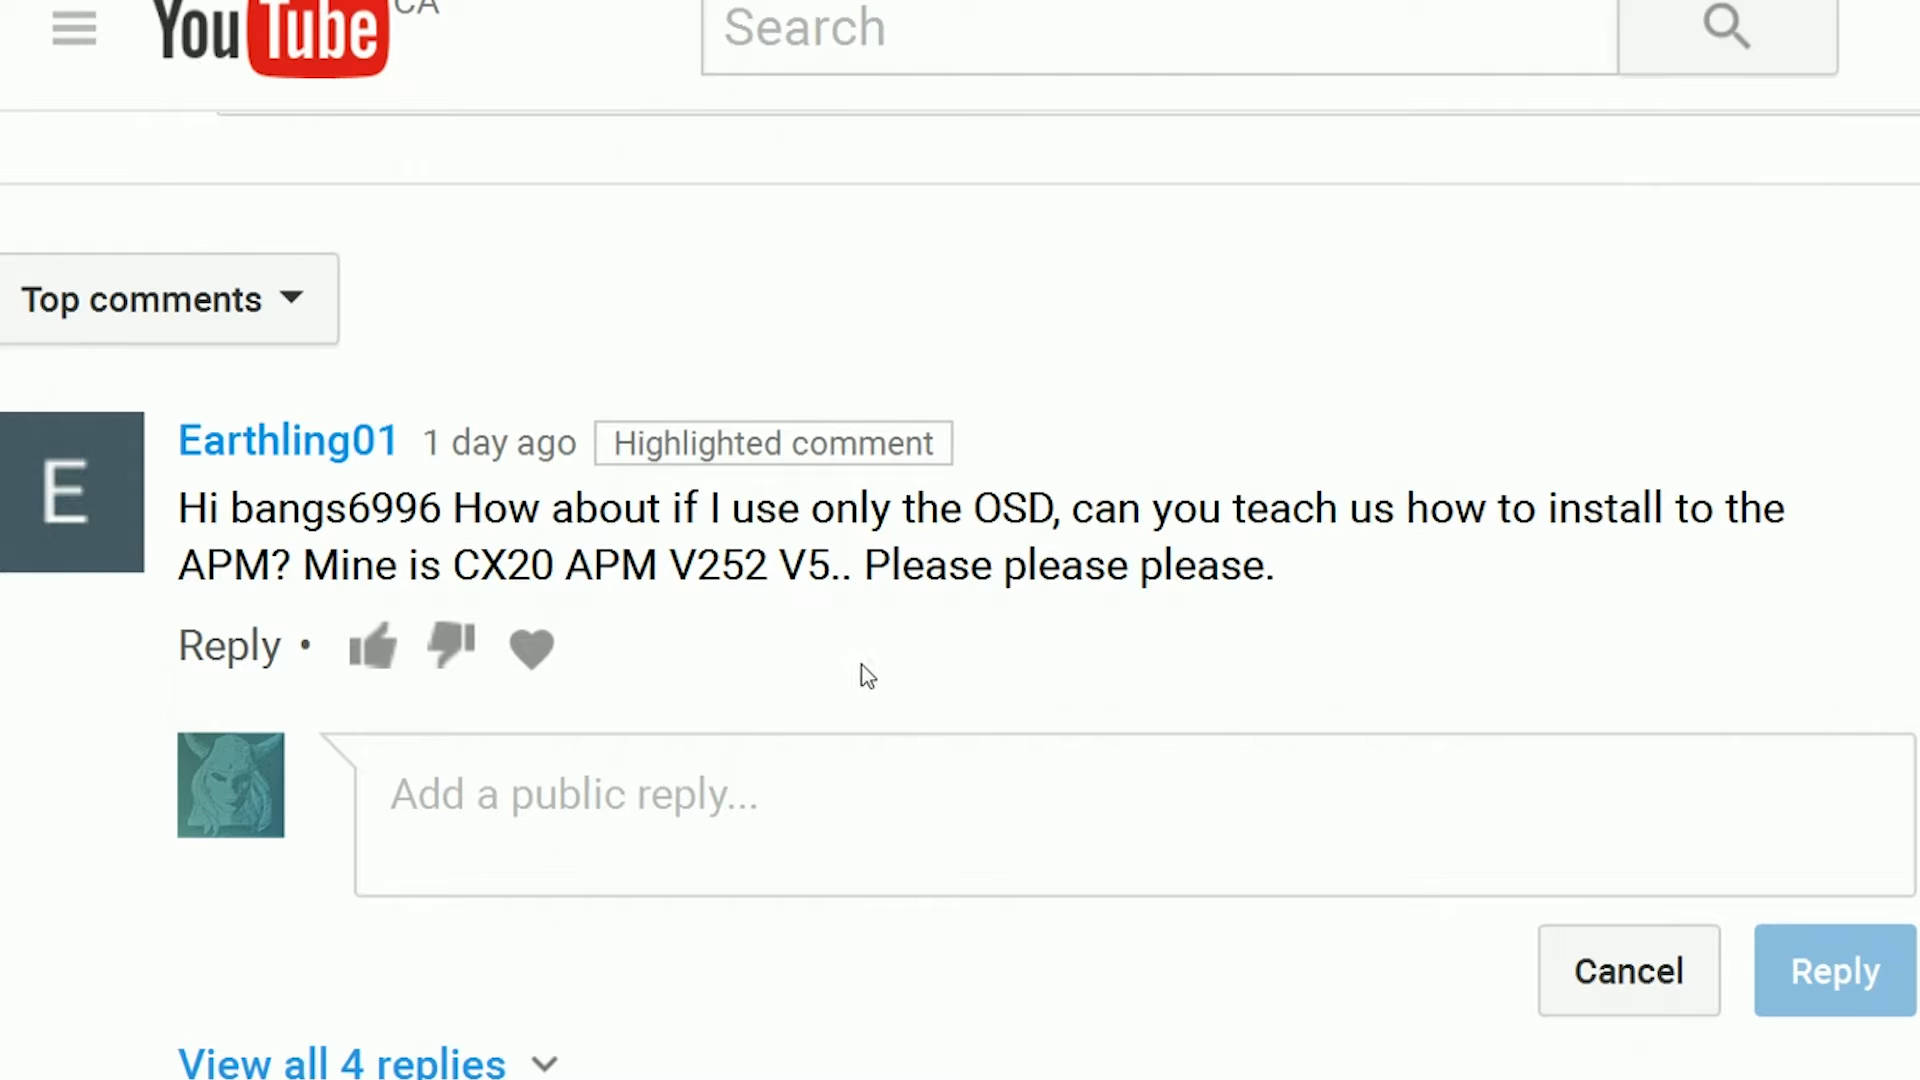 YouTube CA
Search
Top comments
E
Earthling01 1 day ago Highlighted comment
Hi bangs6996 How about if I use only the OSD, can you teach us how to install to the
APM? Mine is CX20 APM V252 V5.. Please please please.
Reply •
Add a public reply...
Cancel Reply
View all 4 replies